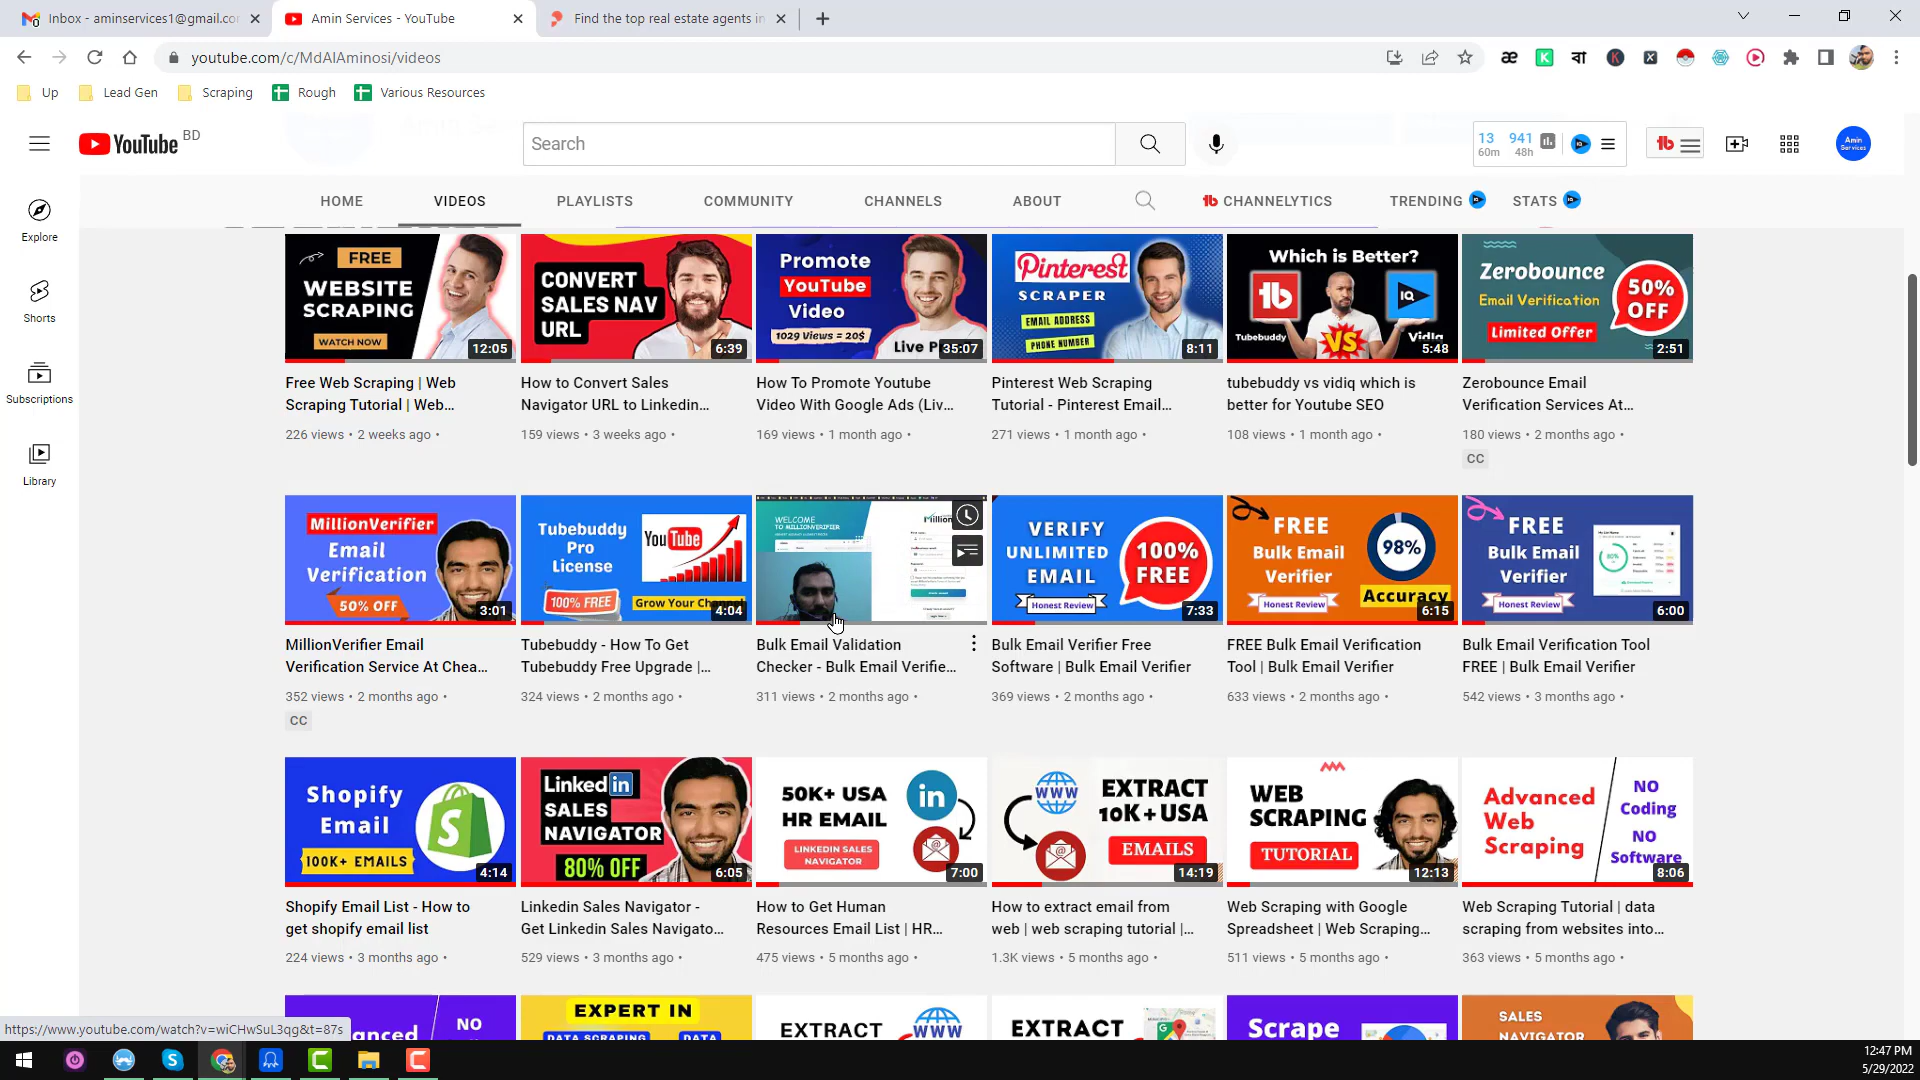 Inbox - aminservices1@gmail.co
Amin Services - YouTube
Find the top real estate agents in
youtube.com/c/MdAlAminosi/videos
Up
Lead Gen
Scraping
Rough
Various Resources
YouTube BD
Search
13 941
60m 48h
Amin Services
HOME
VIDEOS
PLAYLISTS
COMMUNITY
CHANNELS
ABOUT
CHANNELYTICS
TRENDING
STATS
Explore
Shorts
Subscriptions
Library
FREE
WEBSITE
SCRAPING
WATCH NOW
12:05
Free Web Scraping | Web
Scraping Tutorial | Web...
226 views • 2 weeks ago •
CONVERT
SALES NAV
URL
6:39
How to Convert Sales
Navigator URL to Linkedin...
159 views • 3 weeks ago •
Promote
YouTube
Video
1029 Views = 20$
Live P
35:07
How To Promote Youtube
Video With Google Ads (Liv...
169 views • 1 month ago •
Pinterest
SCRAPER
EMAIL ADDRESS
PHONE NUMBER
8:11
Pinterest Web Scraping
Tutorial - Pinterest Email...
271 views • 1 month ago •
Which is Better?
Tubebuddy
VS
VidIq
5:48
tubebuddy vs vidiq which is
better for Youtube SEO
108 views • 1 month ago •
Zerobounce
Email Verification
Limited Offer
50%
OFF
2:51
Zerobounce Email
Verification Services At...
180 views • 2 months ago •
CC
MillionVerifier
Email
Verification
50% OFF
3:01
MillionVerifier Email
Verification Service At Chea...
352 views • 2 months ago •
CC
Tubebuddy
Pro
License
100% FREE
YouTube
Grow Your Channel
4:04
Tubebuddy - How To Get
Tubebuddy Free Upgrade |...
324 views • 2 months ago •
WELCOME
TO MILLIONVERIFIER
Million
Bulk Email Validation
Checker - Bulk Email Verifie...
311 views • 2 months ago •
VERIFY
UNLIMITED
EMAIL
Honest Review
100%
FREE
7:33
Bulk Email Verifier Free
Software | Bulk Email Verifier
369 views • 2 months ago •
FREE
Bulk Email
Verifier
Honest Review
98%
Accuracy
6:15
FREE Bulk Email Verification
Tool | Bulk Email Verifier
633 views • 2 months ago •
FREE
Bulk Email
Verifier
Honest Review
6:00
Bulk Email Verification Tool
FREE | Bulk Email Verifier
542 views • 3 months ago •
Shopify
Email
100K+ EMAILS
4:14
Shopify Email List - How to
get shopify email list
224 views • 3 months ago •
Linked in
SALES
NAVIGATOR
80% OFF
6:05
Linkedin Sales Navigator -
Get Linkedin Sales Navigato...
529 views • 3 months ago •
50K+ USA
HR EMAIL
LINKEDIN SALES
NAVIGATOR
in
7:00
How to Get Human
Resources Email List | HR...
475 views • 5 months ago •
WWW
EXTRACT
10K+USA
EMAILS
14:19
How to extract email from
web | web scraping tutorial |...
1.3K views • 5 months ago •
WEB
SCRAPING
TUTORIAL
12:13
Web Scraping with Google
Spreadsheet | Web Scraping...
511 views • 5 months ago •
Advanced
Web
Scraping
NO
Coding
NO
Software
8:06
Web Scraping Tutorial | data
scraping from websites into...
363 views • 5 months ago •
NO
EXPERT IN
DATA SCRAPING
DATA
EXTRACT
WWW
EXTRACT
Scrape
SALES
NAVIGATOR
https://www.youtube.com/watch?v=wiCHwSuL3qg&t=87s
12:47 PM
5/29/2022